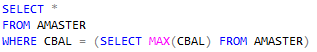 SELECT *
FROM AMASTER
WHERE CBAL = (SELECT MAX(CBAL) FROM AMASTER)